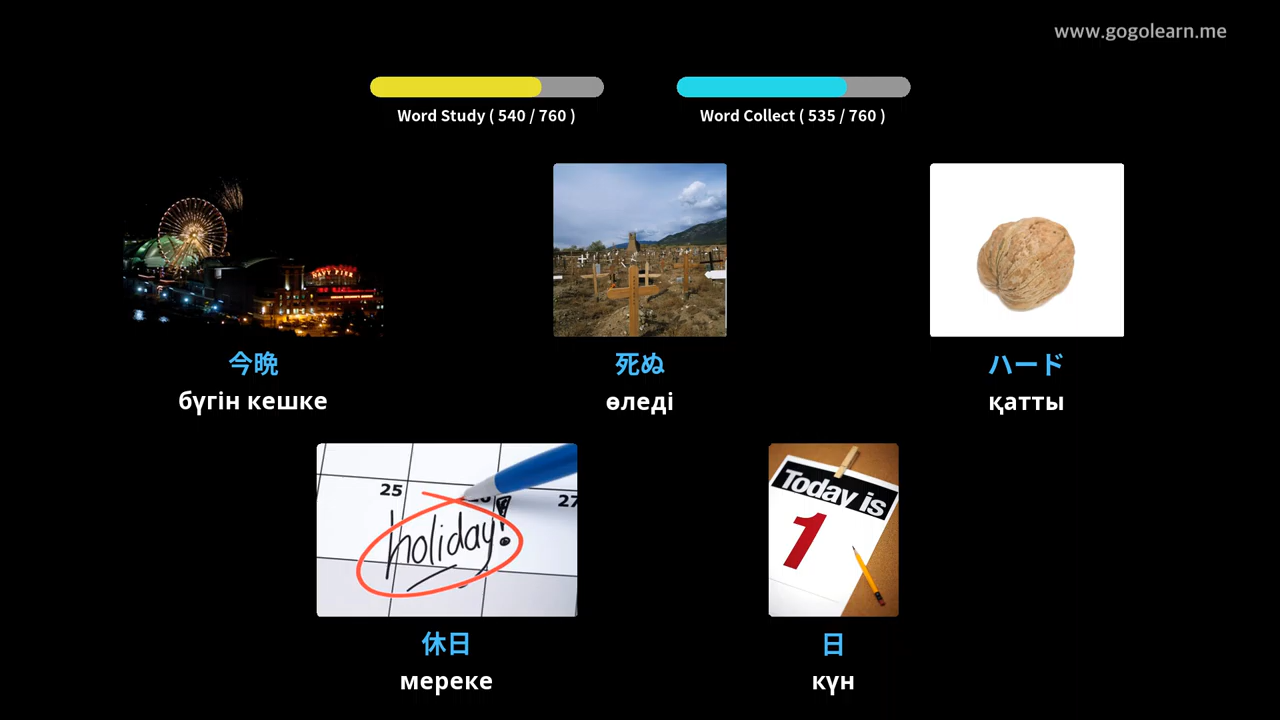 www.gogolearn.me
Word Study ( 540 / 760 )
Word Collect ( 535 / 760 )
今晩
бүгін кешке
死ぬ
өледі
ハード
қатты
25
27
holiday!
休日
мереке
Today is
1
日
күн